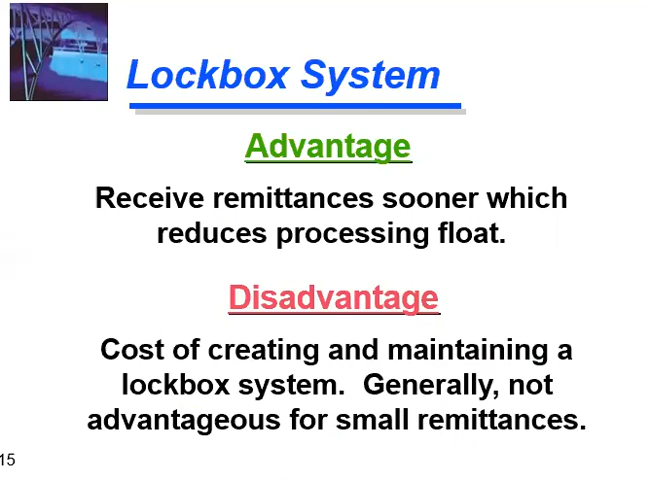 Lockbox System
Advantage
Receive remittances sooner which
reduces processing float.
Disadvantage
Cost of creating and maintaining a
lockbox system.  Generally, not
advantageous for small remittances.
15